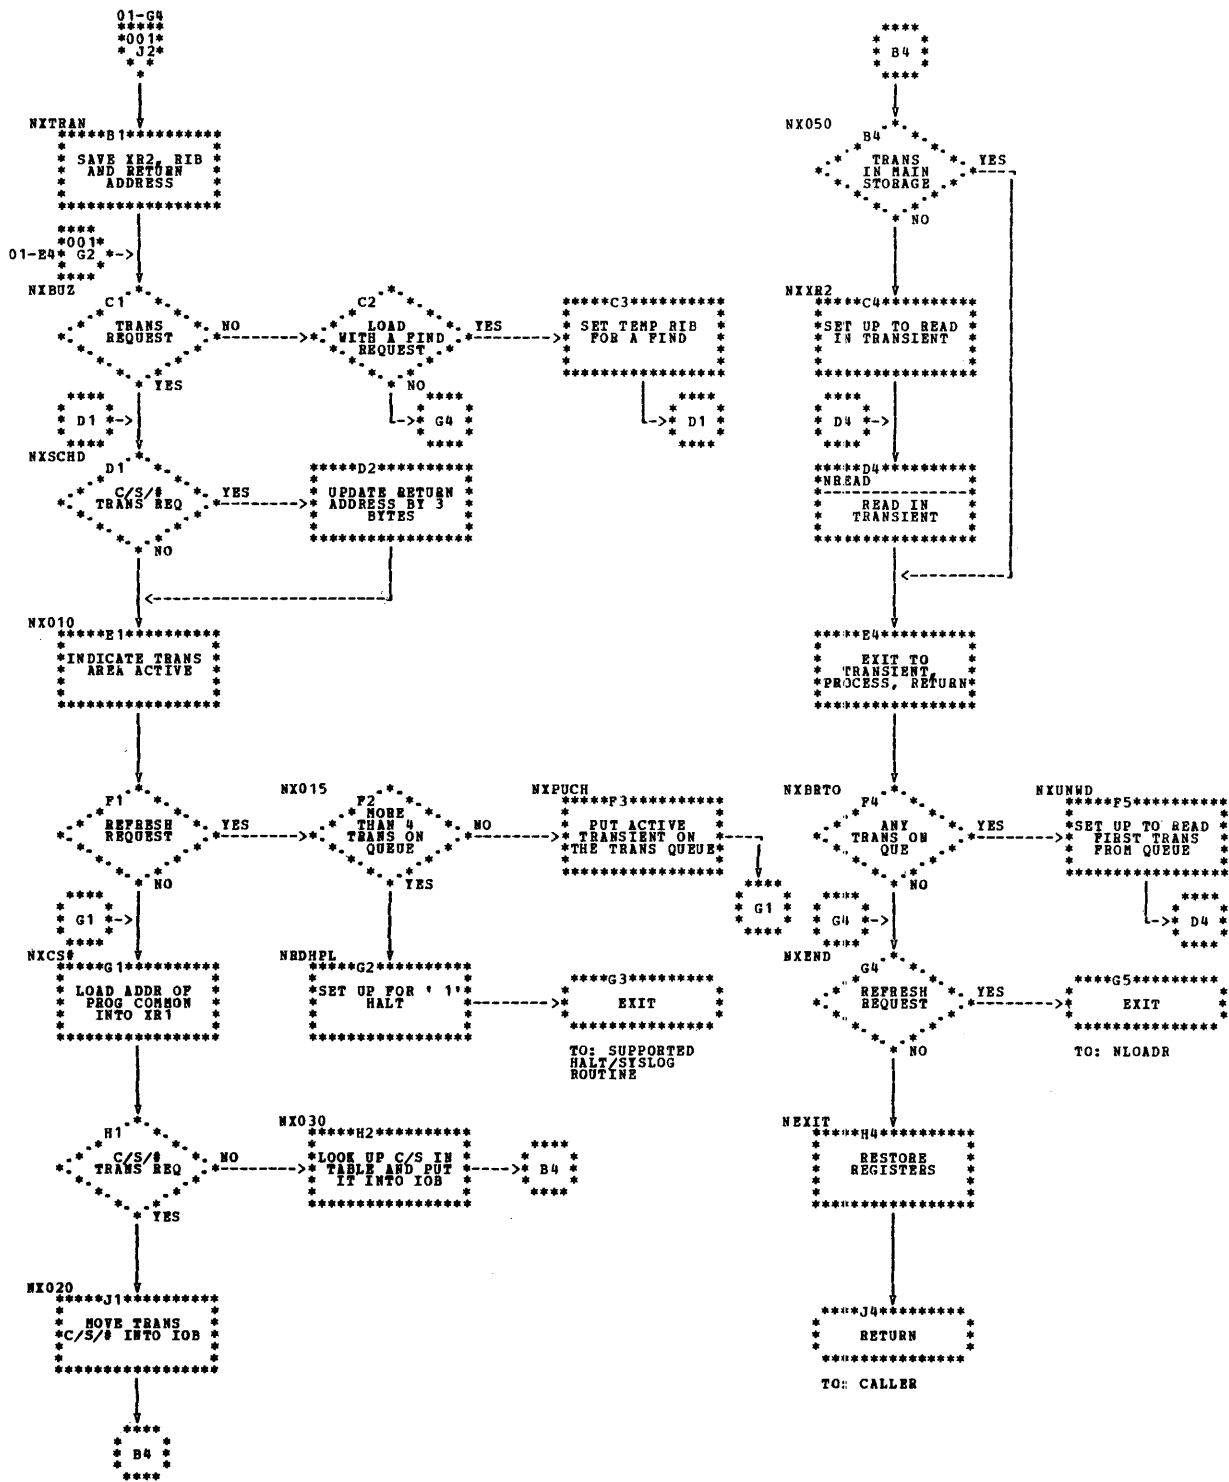 01-G4
001
J2
NXTRAN
B1
SAVE XR2, RIB
AND RETURN
ADDRESS
001
01-E4 G2
NXBUZ
C1
TRANS
REQUEST
NO
YES
C2
LOAD
WITH A FIND
REQUEST
YES
NO
C3
SET TEMP RIB
FOR A FIND
D1
G4
D1
NXSCHD
D1
C/S/#
TRANS REQ
YES
NO
D2
UPDATE RETURN
ADDRESS BY 3
BYTES
NX010
E1
INDICATE TRANS
AREA ACTIVE
F1
REFRESH
REQUEST
YES
NO
NX015
F2
MORE
THAN 4
TRANS ON
QUEUE
NO
YES
NXPUCH
F3
PUT ACTIVE
TRANSIENT ON
THE TRANS QUEUE
G1
G1
NXCS#
G1
LOAD ADDR OF
PROG COMMON
INTO XR1
NRDHPL
G2
SET UP FOR ' 1'
HALT
G3
EXIT
TO: SUPPORTED
HALT/SYSLOG
ROUTINE
H1
C/S/#
TRANS REQ
NO
YES
NX030
H2
LOOK UP C/S IN
TABLE AND PUT
IT INTO IOB
B4
NX020
J1
MOVE TRANS
C/S/# INTO IOB
B4
B4
NX050
B4
TRANS
IN MAIN
STORAGE
YES
NO
NXXR2
C4
SET UP TO READ
IN TRANSIENT
D4
D4
NREAD
READ IN
TRANSIENT
E4
EXIT TO
TRANSIENT,
PROCESS, RETURN
NXBRTO
F4
ANY
TRANS ON
QUE
YES
NO
NXUNWD
F5
SET UP TO READ
FIRST TRANS
FROM QUEUE
D4
G4
NXEND
G4
REFRESH
REQUEST
YES
NO
G5
EXIT
TO: NLOADR
NEXIT
H4
RESTORE
REGISTERS
J4
RETURN
TO: CALLER